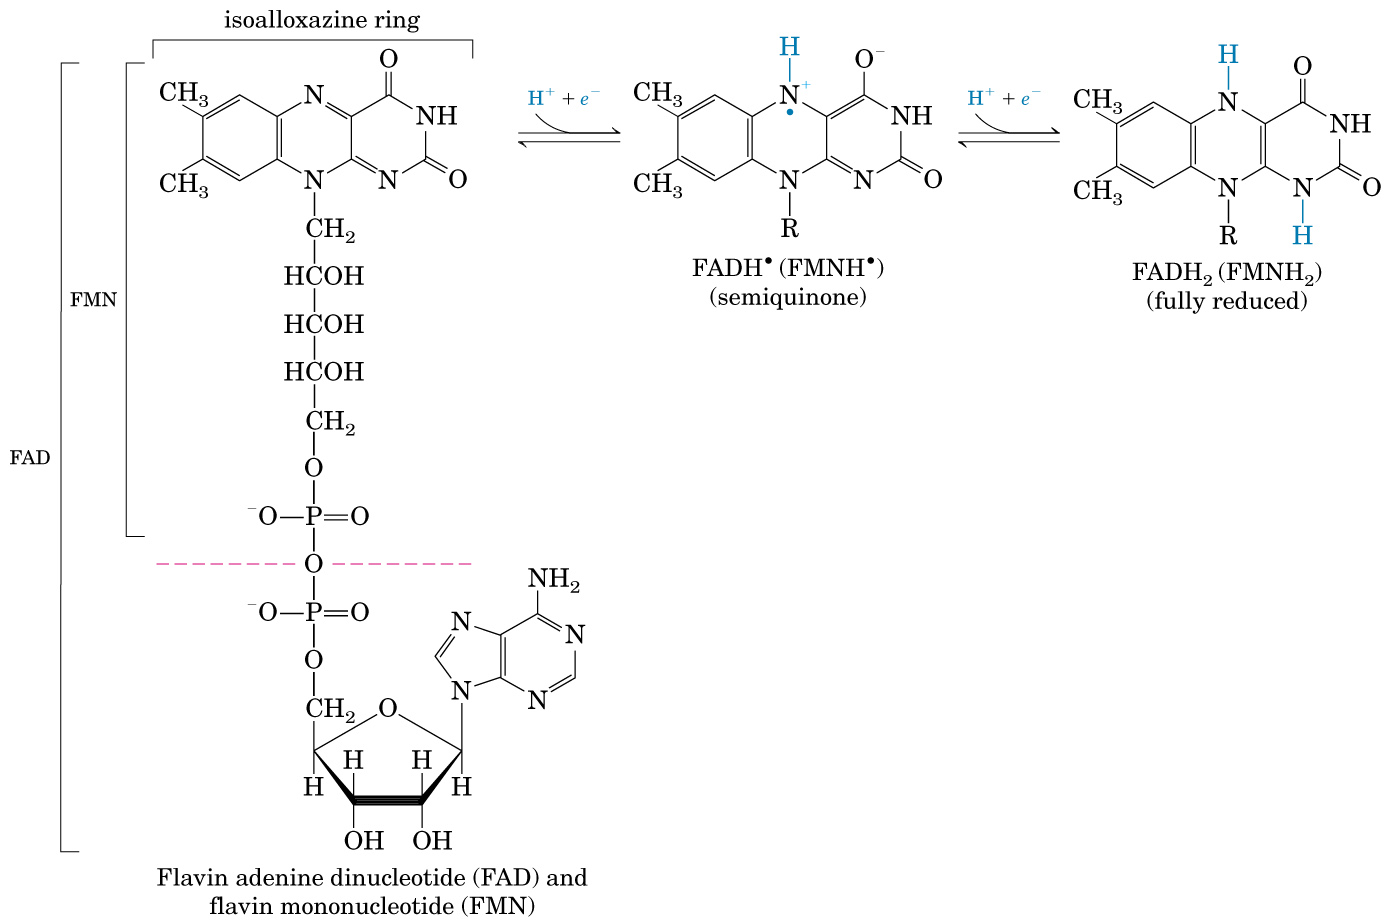 isoalloxazine ring
O
CH₃
N
NH
CH₃
N
N
O
CH₂
HCOH
HCOH
HCOH
CH₂
O
⁻O—P=O
O
⁻O—P=O
O
CH₂
O
H
H
H
H
OH
OH
NH₂
N
N
N
N
FMN
FAD
Flavin adenine dinucleotide (FAD) and
flavin mononucleotide (FMN)
H⁺ + e⁻
H
O⁻
CH₃
N⁺
•
NH
CH₃
N
N
O
R
FADH• (FMNH•)
(semiquinone)
H⁺ + e⁻
H
O
CH₃
N
NH
CH₃
N
N
O
R
H
FADH₂ (FMNH₂)
(fully reduced)